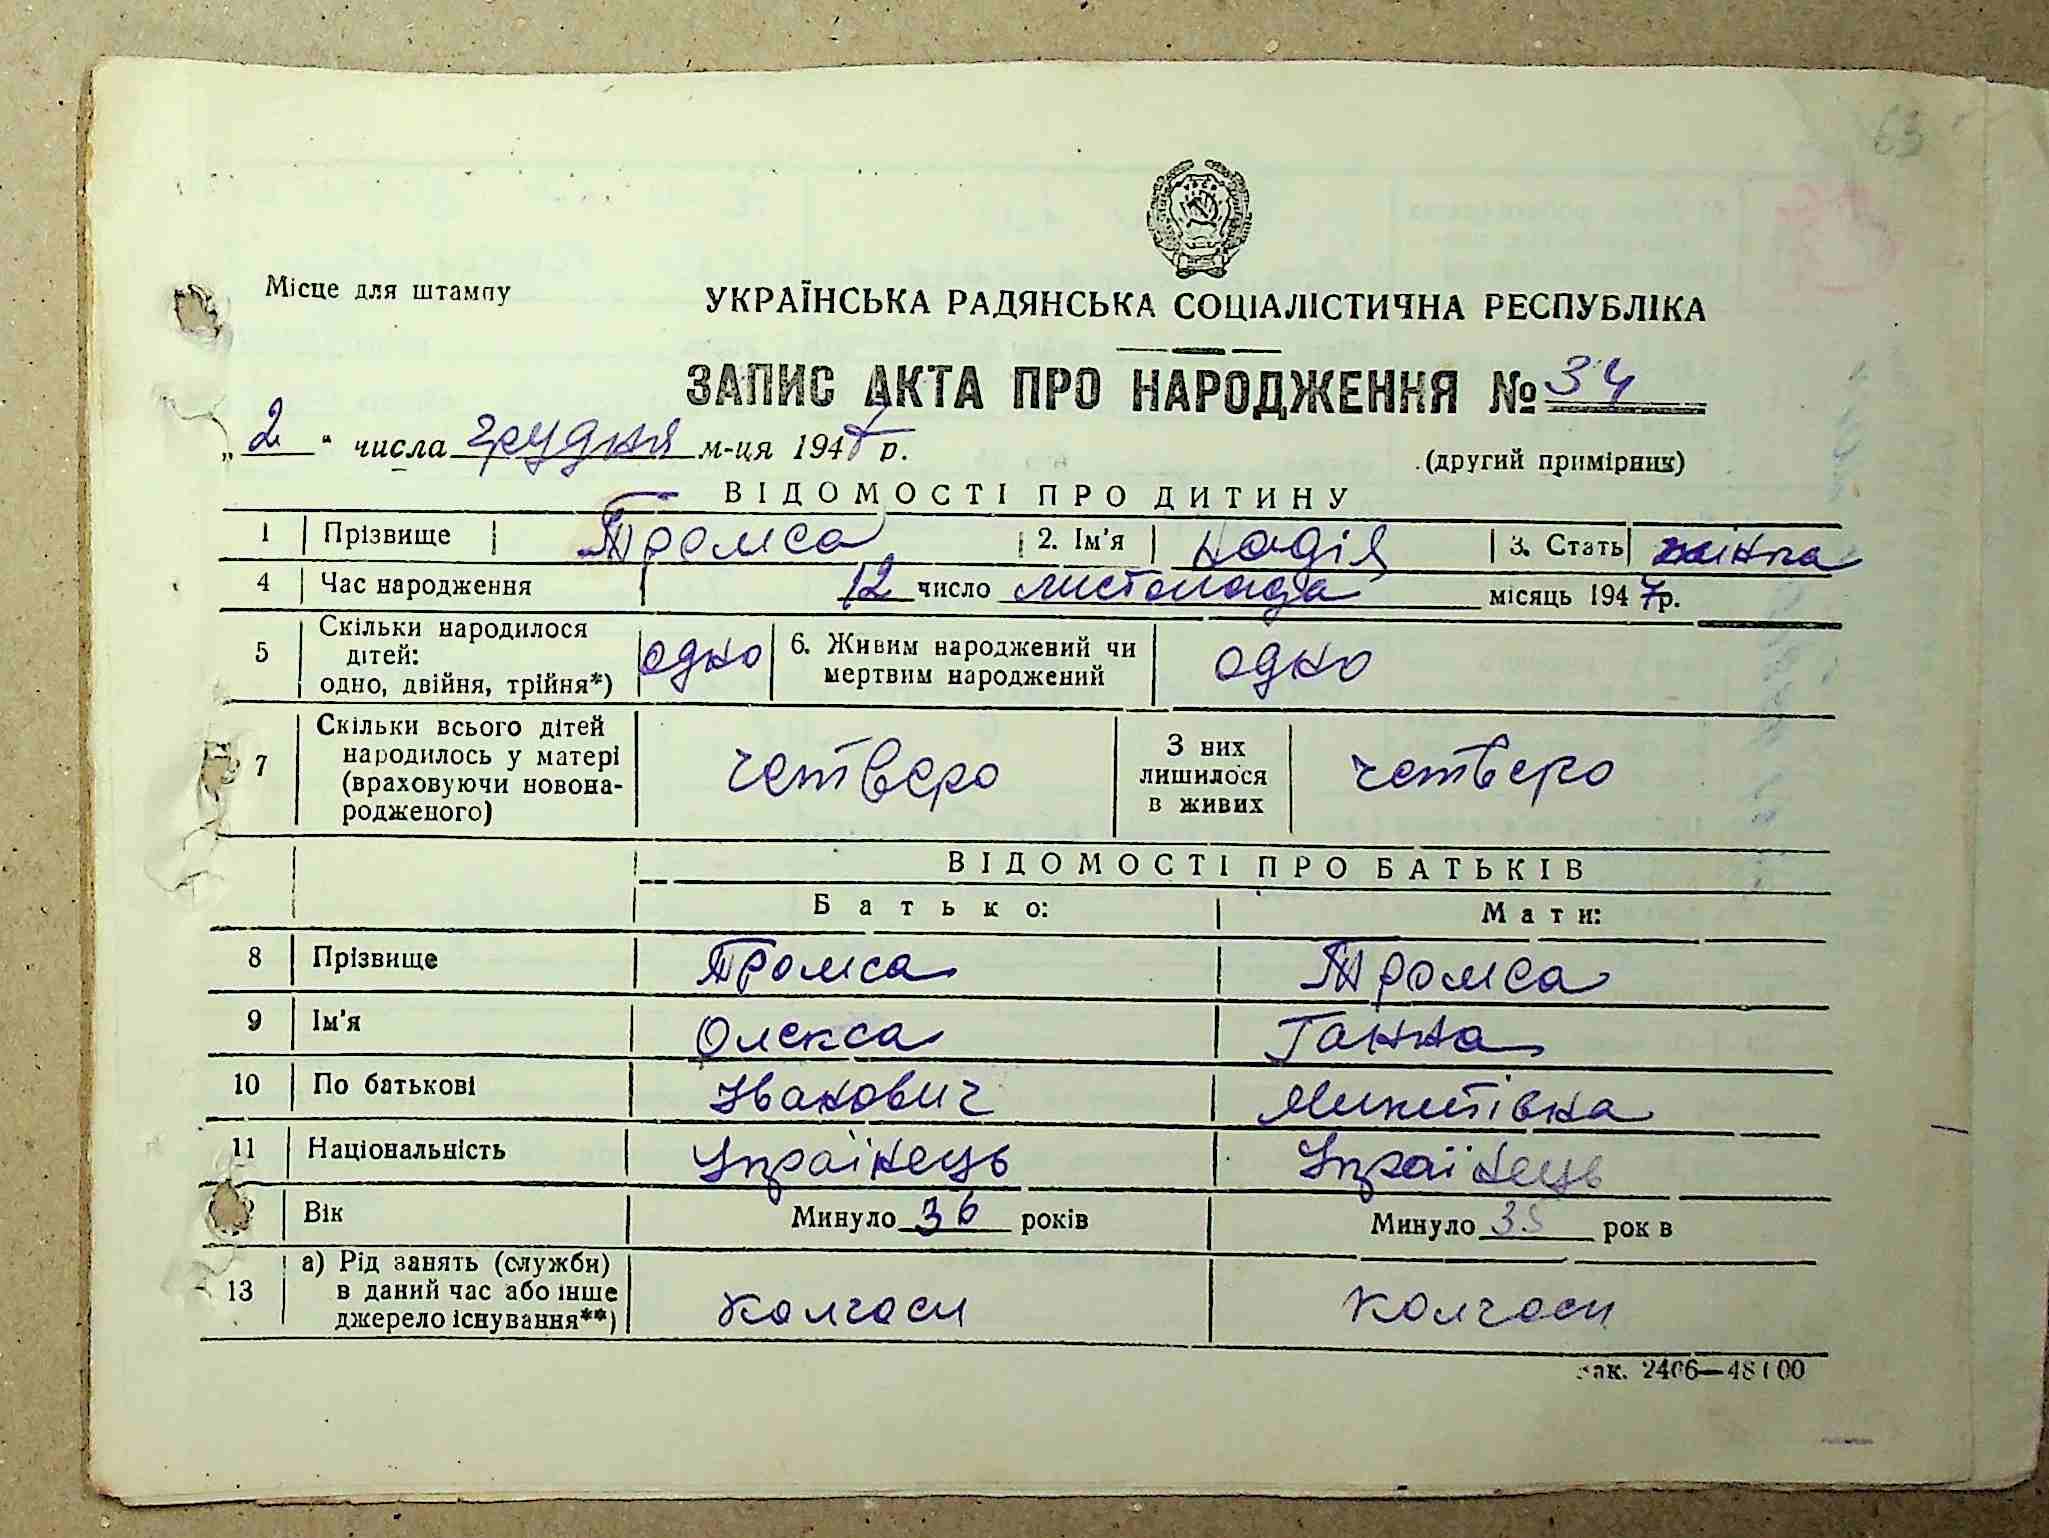 63
Місце для штампу
УКРАЇНСЬКА РАДЯНСЬКА СОЦІАЛІСТИЧНА РЕСПУБЛІКА
ЗАПИС АКТА ПРО НАРОДЖЕННЯ № 34
„ 2 “ числа грудня м-ця 1947 р.
(другий примірник)
ВІДОМОСТІ ПРО ДИТИНУ
1 Прізвище Тромса 2. Ім'я Надія 3. Стать жінка
4 Час народження 12 число листопада місяць 1947 р.
5 Скільки народилося дітей: одно, двійня, трійня*) одно 6. Живим народжений чи мертвим народжений одно
7 Скільки всього дітей народилось у матері (враховуючи новонародженого) четверо З них лишилося в живих четверо
ВІДОМОСТІ ПРО БАТЬКІВ
Батько: Мати:
8 Прізвище Тромса Тромса
9 Ім'я Олекса Ганна
10 По батькові Іванович Микитівна
11 Національність Українець Українець
Вік Минуло 36 років Минуло 35 рок в
13 а) Рід занять (служби) в даний час або інше джерело існування**) колгосп колгосп
зак. 2406—48100